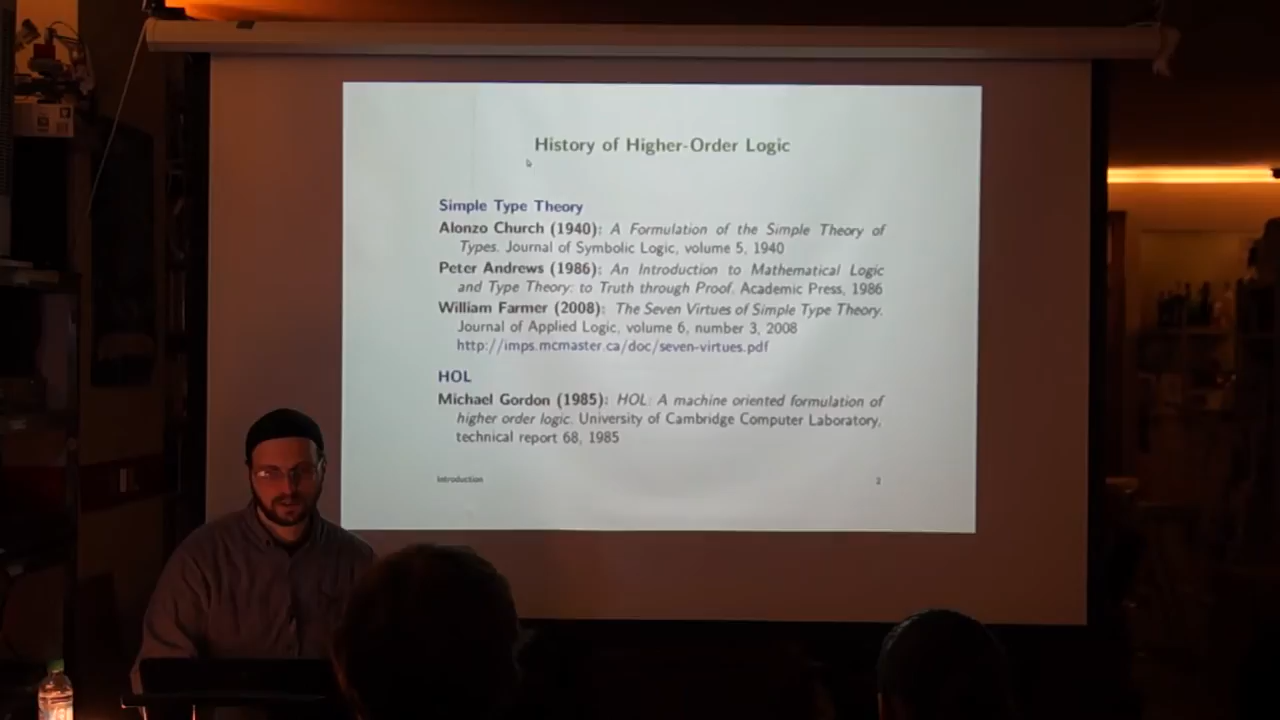 History of Higher-Order Logic
Simple Type Theory
Alonzo Church (1940): A Formulation of the Simple Theory of
Types. Journal of Symbolic Logic, volume 5, 1940
Peter Andrews (1986): An Introduction to Mathematical Logic
and Type Theory: to Truth through Proof. Academic Press, 1986
William Farmer (2008): The Seven Virtues of Simple Type Theory.
Journal of Applied Logic, volume 6, number 3, 2008
http://imps.mcmaster.ca/doc/seven-virtues.pdf
HOL
Michael Gordon (1985): HOL: A machine oriented formulation of
higher order logic. University of Cambridge Computer Laboratory,
technical report 68, 1985
Introduction
2